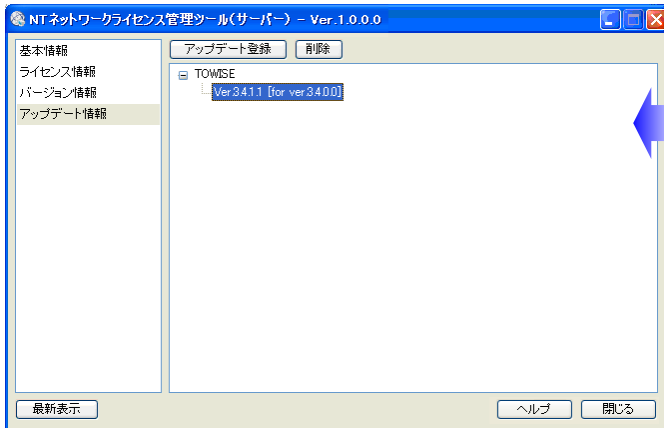 NTネットワークライセンス管理ツール(サーバー) - Ver.1.0.0.0
基本情報
ライセンス情報
バージョン情報
アップデート情報
アップデート登録 削除
TOWISE
Ver3.4.1.1 [for ver3.4.0.0]
最新表示 ヘルプ 閉じる